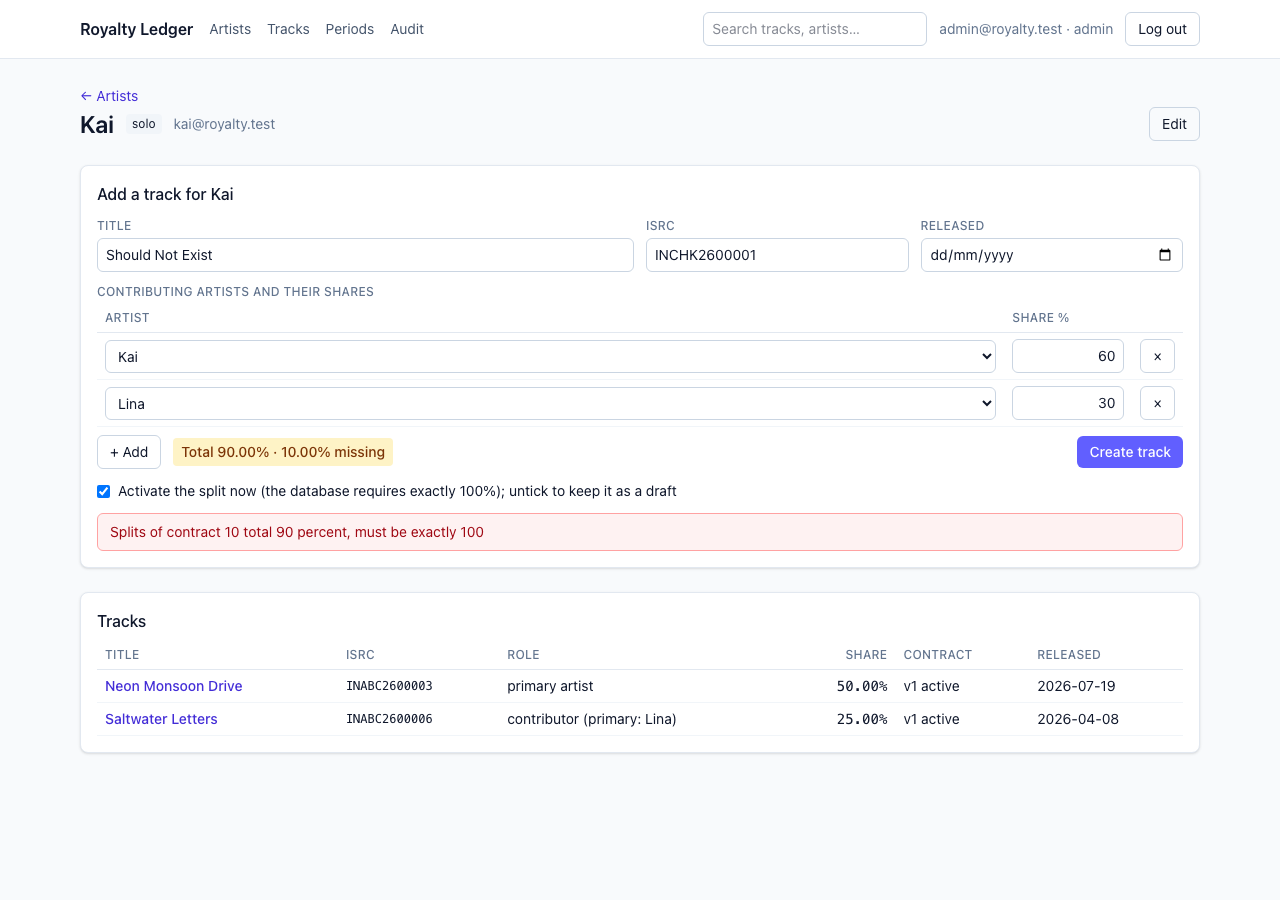 Royalty Ledger Artists Tracks Periods Audit Search tracks, artists... admin@royalty.test · admin Log out
← Artists
Kai solo kai@royalty.test Edit
Add a track for Kai
TITLE ISRC RELEASED
Should Not Exist INCHK2600001 dd/mm/yyyy
CONTRIBUTING ARTISTS AND THEIR SHARES
ARTIST SHARE %
Kai 60 ×
Lina 30 ×
+ Add Total 90.00% · 10.00% missing Create track
Activate the split now (the database requires exactly 100%); untick to keep it as a draft
Splits of contract 10 total 90 percent, must be exactly 100
Tracks
TITLE ISRC ROLE SHARE CONTRACT RELEASED
Neon Monsoon Drive INABC2600003 primary artist 50.00% v1 active 2026-07-19
Saltwater Letters INABC2600006 contributor (primary: Lina) 25.00% v1 active 2026-04-08